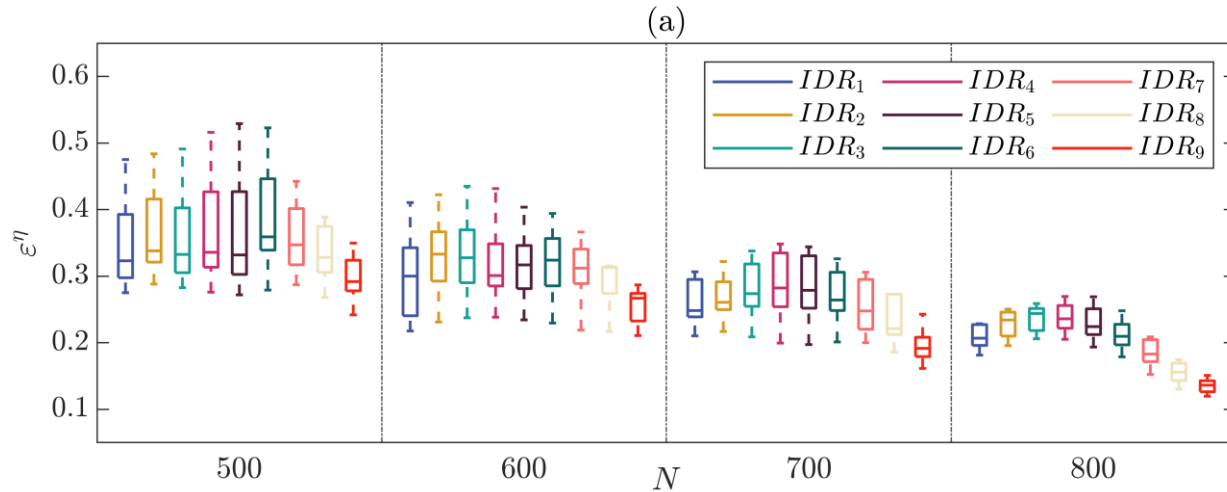 (a)
0.6
0.5
0.4
0.3
0.2
0.1
ε^η
IDR₁ IDR₄ IDR₇
IDR₂ IDR₅ IDR₈
IDR₃ IDR₆ IDR₉
500 600 700 800
N